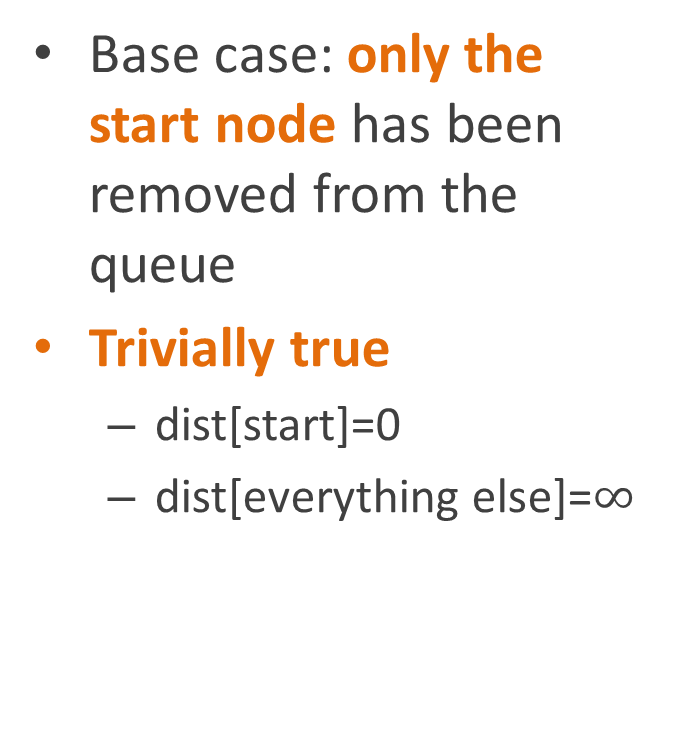 • Base case: only the
start node has been
removed from the
queue
• Trivially true
– dist[start]=0
– dist[everything else]=∞